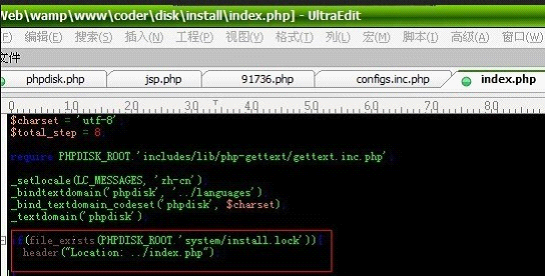 Web\wamp\www\coder\disk\install\index.php] - UltraEdit
F) 编辑(E) 搜索(S) 插入(N) 工程(P) 视图(V) 格式(T) 列(L) 宏(M) 脚本(I) 高级(A) 窗口(W)
文件
phpdisk.php jsp.php 91736.php configs.inc.php index.php
0 10 20 30 40 50 60 70 80
$charset = 'utf-8'
$total_step = 8
require PHPDISK_ROOT.'includes/lib/php-gettext/gettext.inc.php'
_setlocale(LC_MESSAGES, 'zh-cn')
_bindtextdomain('phpdisk', '../languages')
_bind_textdomain_codeset('phpdisk', $charset)
_textdomain('phpdisk')
if(file_exists(PHPDISK_ROOT.'system/install.lock')){
header("Location: ../index.php")